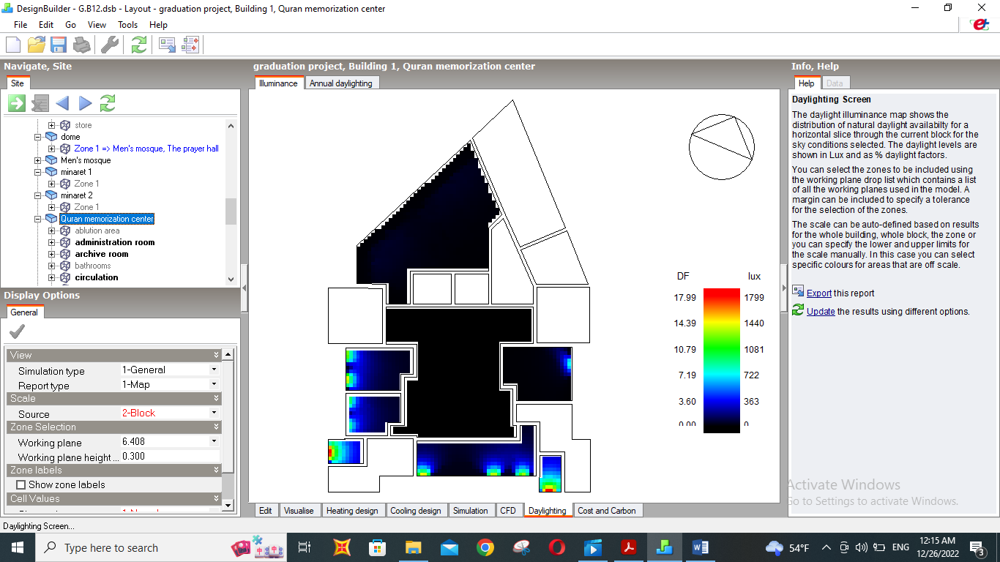 DesignBuilder - G.B12.dsb - Layout - graduation project, Building 1, Quran memorization center
File Edit Go View Tools Help
Navigate, Site
Site
store
dome
Zone 1 => Men's mosque, The prayer hall
Men's mosque
minaret 1
Zone 1
minaret 2
Zone 1
Quran memorization center
ablution area
administration room
archive room
bathrooms
circulation
Display Options
General
View
Simulation type 1-General
Report type 1-Map
Scale
Source 2-Block
Zone Selection
Working plane 6.408
Working plane height ... 0.300
Zone labels
Show zone labels
Cell Values
graduation project, Building 1, Quran memorization center
Illuminance Annual daylighting
DF lux
17.99 1799
14.39 1440
10.79 1081
7.19 722
3.60 363
0.00 0
Edit Visualise Heating design Cooling design Simulation CFD Daylighting Cost and Carbon
Info, Help
Help Data
Daylighting Screen
The daylight illuminance map shows the
distribution of natural daylight availabilty for a
horizontal slice through the current block for the
sky conditions selected. The daylight levels are
shown in Lux and as % daylight factors.
You can select the zones to be included using
the working plane drop list which contains a list
of all the working planes used in the model. A
margin can be included to specify a tolerance
for the selection of the zones.
The scale can be auto-defined based on results
for the whole building, whole block, the zone or
you can specify the lower and upper limits for
the scale manually. In this case you can select
specific colours for areas that are off scale.
Export this report
Update the results using different options.
Activate Windows
Go to Settings to activate Windows.
Daylighting Screen...
Type here to search
54°F
ENG
12:15 AM
12/26/2022
3